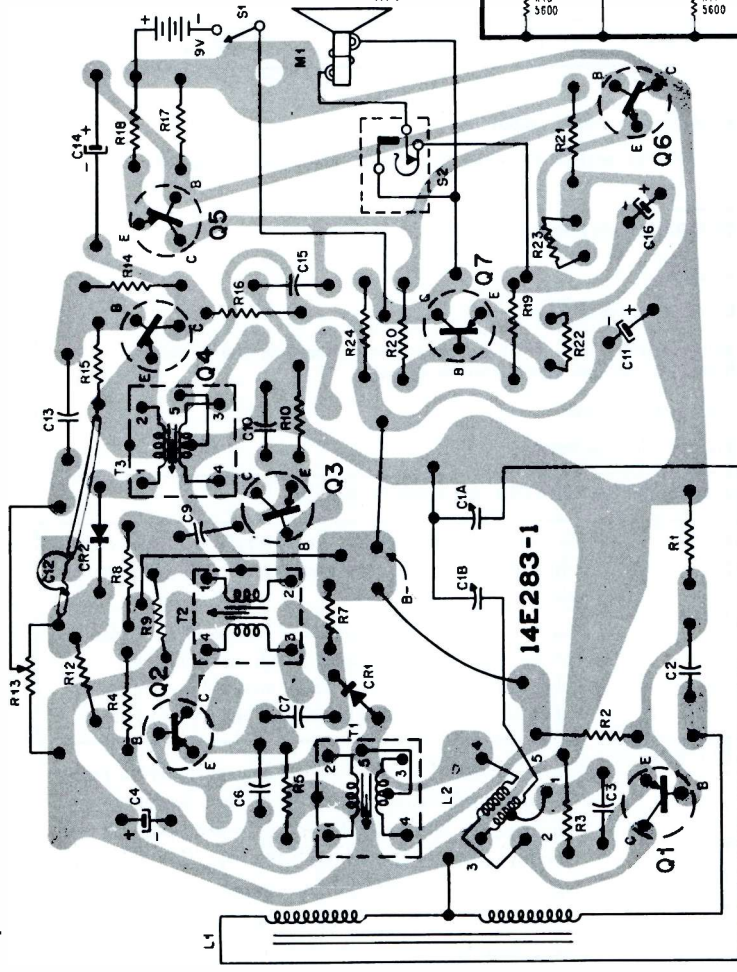 5600
5600
S1
9V
+
-
M1
R18
R17
C14
+
-
B
C
E
Q6
R21
S2
E
B
C
Q5
R23
C16
+
+
R14
C15
R16
Q7
C
E
B
R24
R20
R19
R22
C11
-
+
C13
R15
B
C
E
Q4
T3
2
5
3
1
4
C10
R10
C12
CR2
C9
C
E
B
Q3
C1A
C1B
14E283-1
R1
R8
R9
T2
1
2
4
3
B-
R7
R13
R12
R4
Q2
B
C
E
C7
CR1
C2
R2
C4
+
-
C6
R5
T1
2
5
3
1
4
L2
4
5
1
2
3
R3
C3
E
B
C
Q1
L1